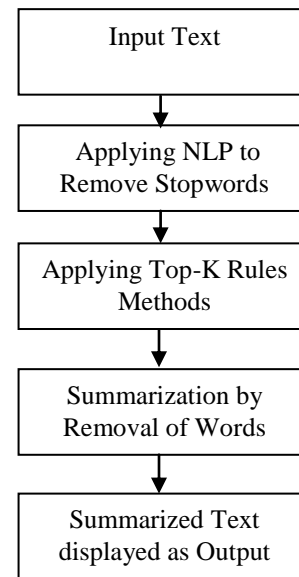 Input Text
Applying NLP to
Remove Stopwords
Applying Top-K Rules
Methods
Summarization by
Removal of Words
Summarized Text
displayed as Output